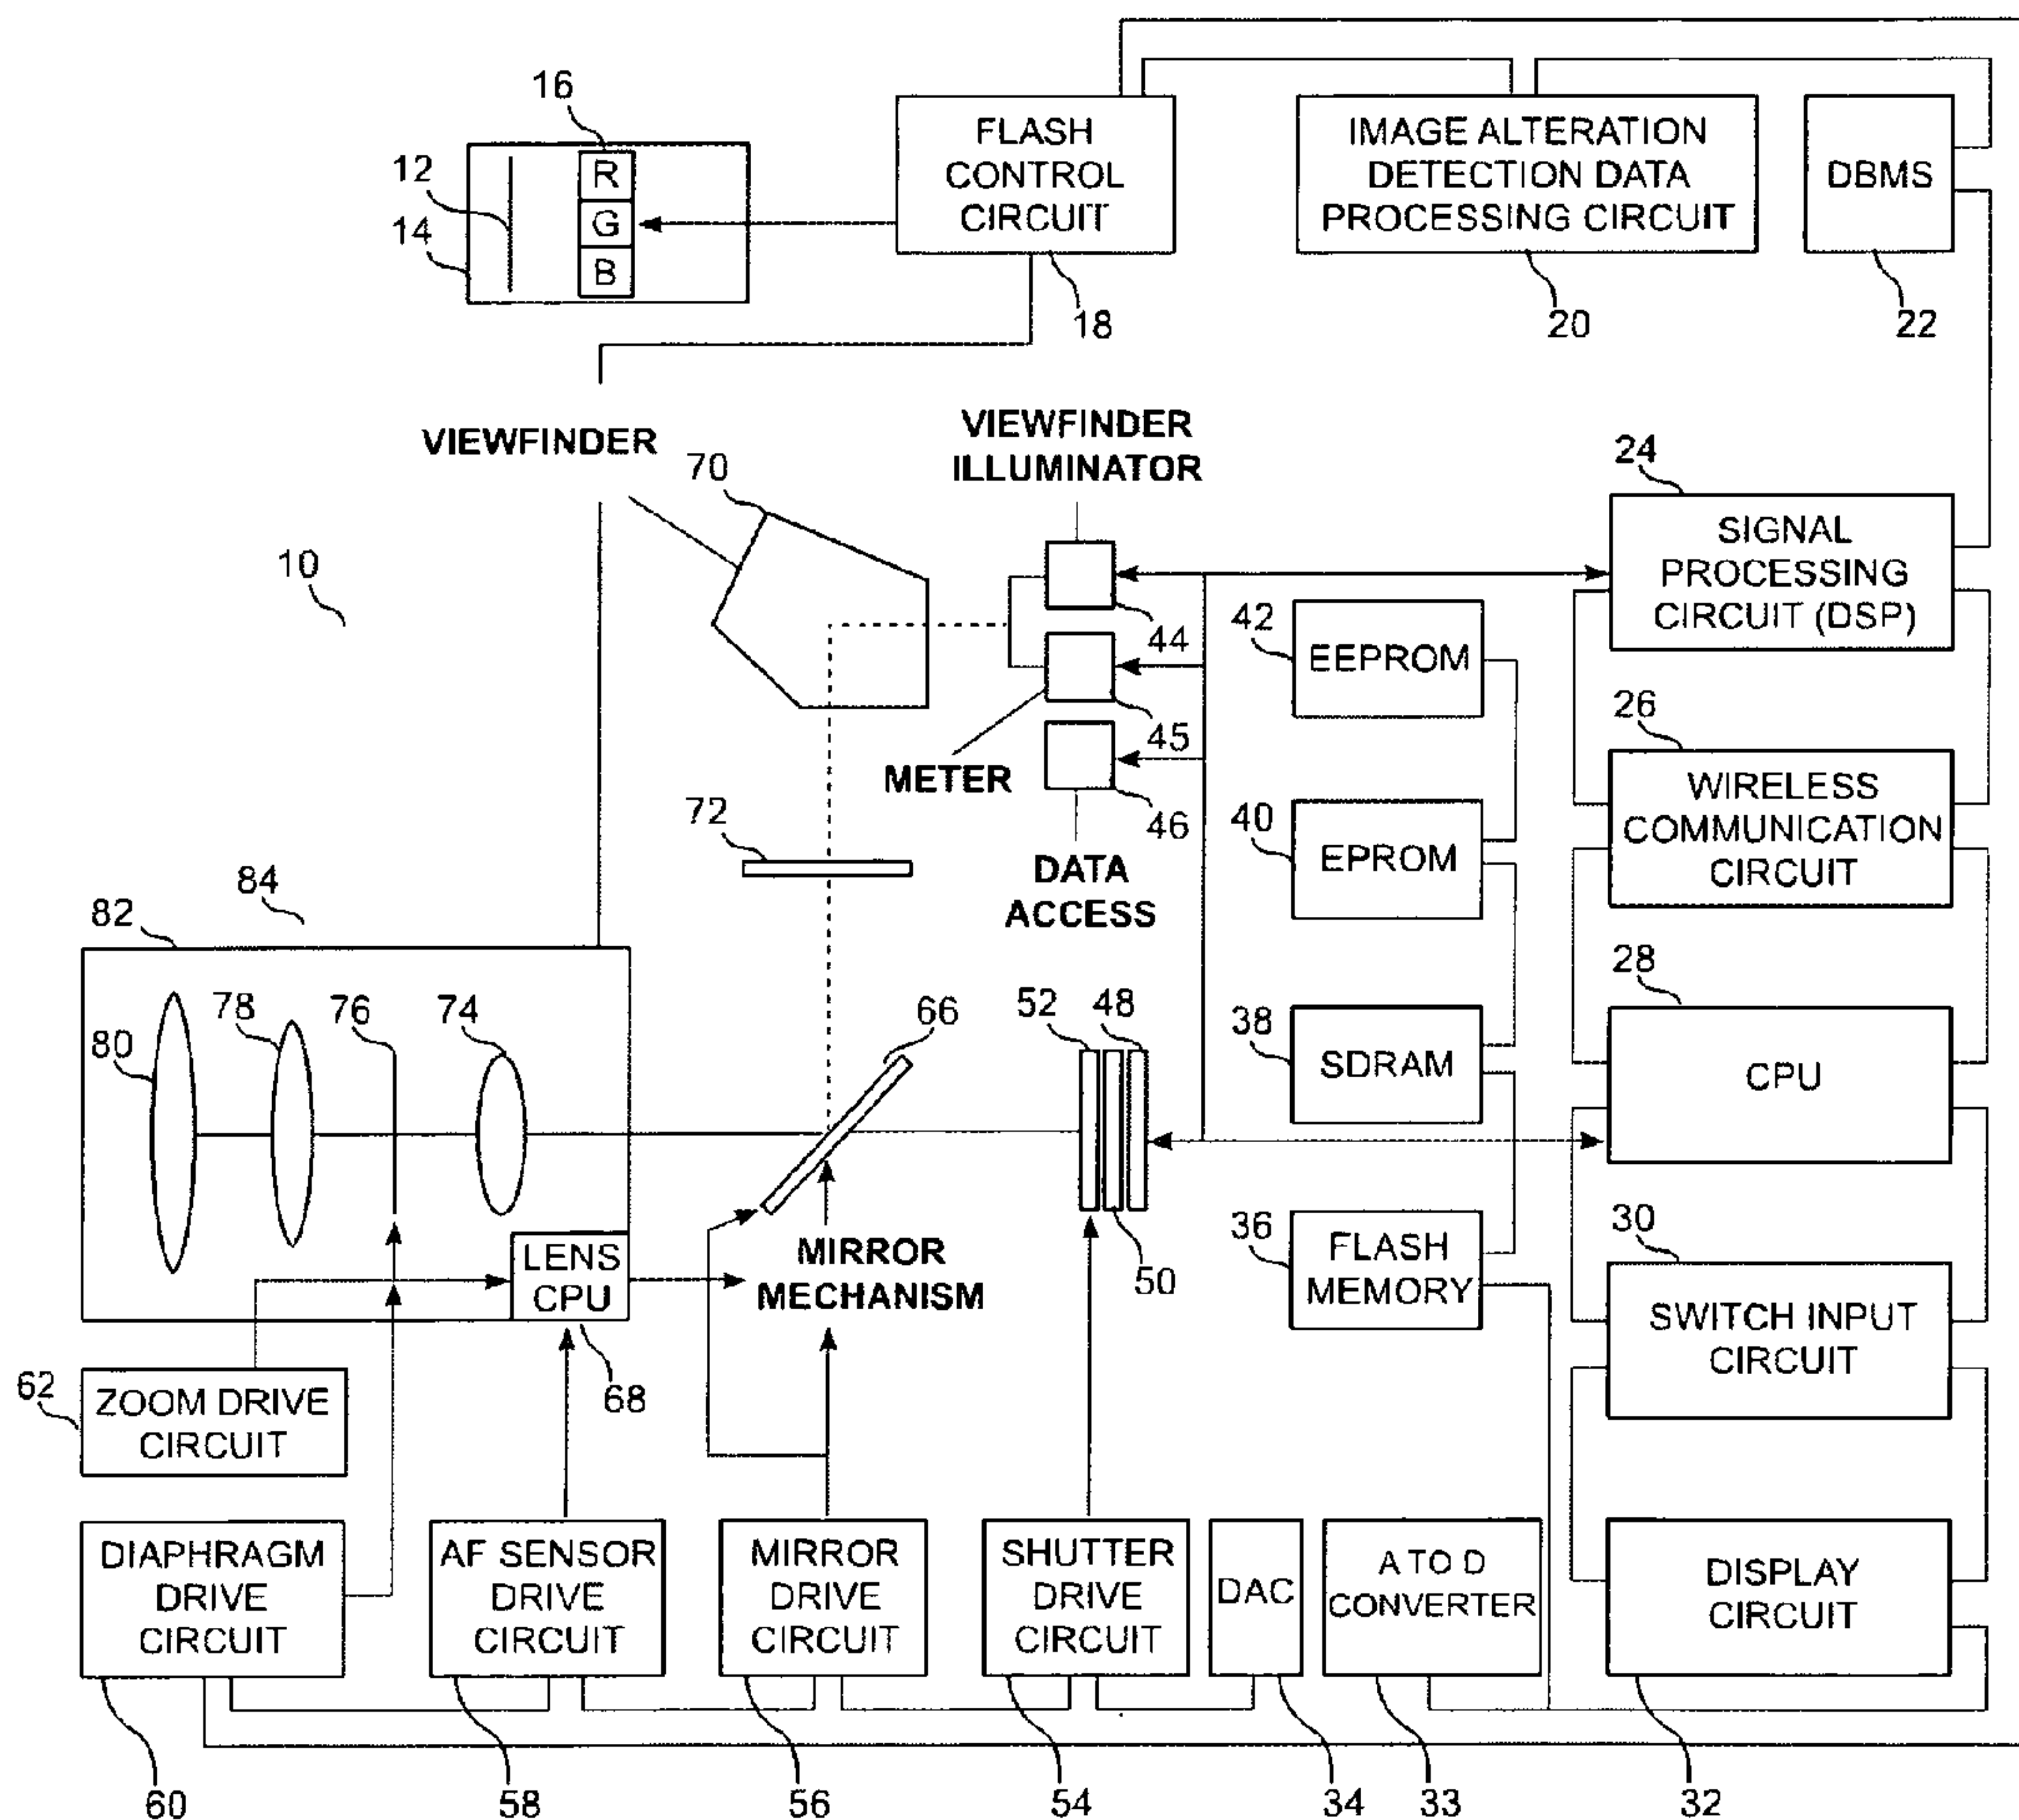 16
R
G
B
12
14
FLASH
CONTROL
CIRCUIT
18
IMAGE ALTERATION
DETECTION DATA
PROCESSING CIRCUIT
20
DBMS
22
VIEWFINDER
70
VIEWFINDER
ILLUMINATOR
24
SIGNAL
PROCESSING
CIRCUIT (DSP)
10
44
42
EEPROM
45
METER
46
DATA
ACCESS
26
WIRELESS
COMMUNICATION
CIRCUIT
72
40
EPROM
84
82
28
CPU
80
78
76
74
66
52
48
38
SDRAM
50
LENS
CPU
68
MIRROR
MECHANISM
36
FLASH
MEMORY
30
SWITCH INPUT
CIRCUIT
62
ZOOM DRIVE
CIRCUIT
DIAPHRAGM
DRIVE
CIRCUIT
60
AF SENSOR
DRIVE
CIRCUIT
58
MIRROR
DRIVE
CIRCUIT
56
SHUTTER
DRIVE
CIRCUIT
54
DAC
34
A TO D
CONVERTER
33
DISPLAY
CIRCUIT
32